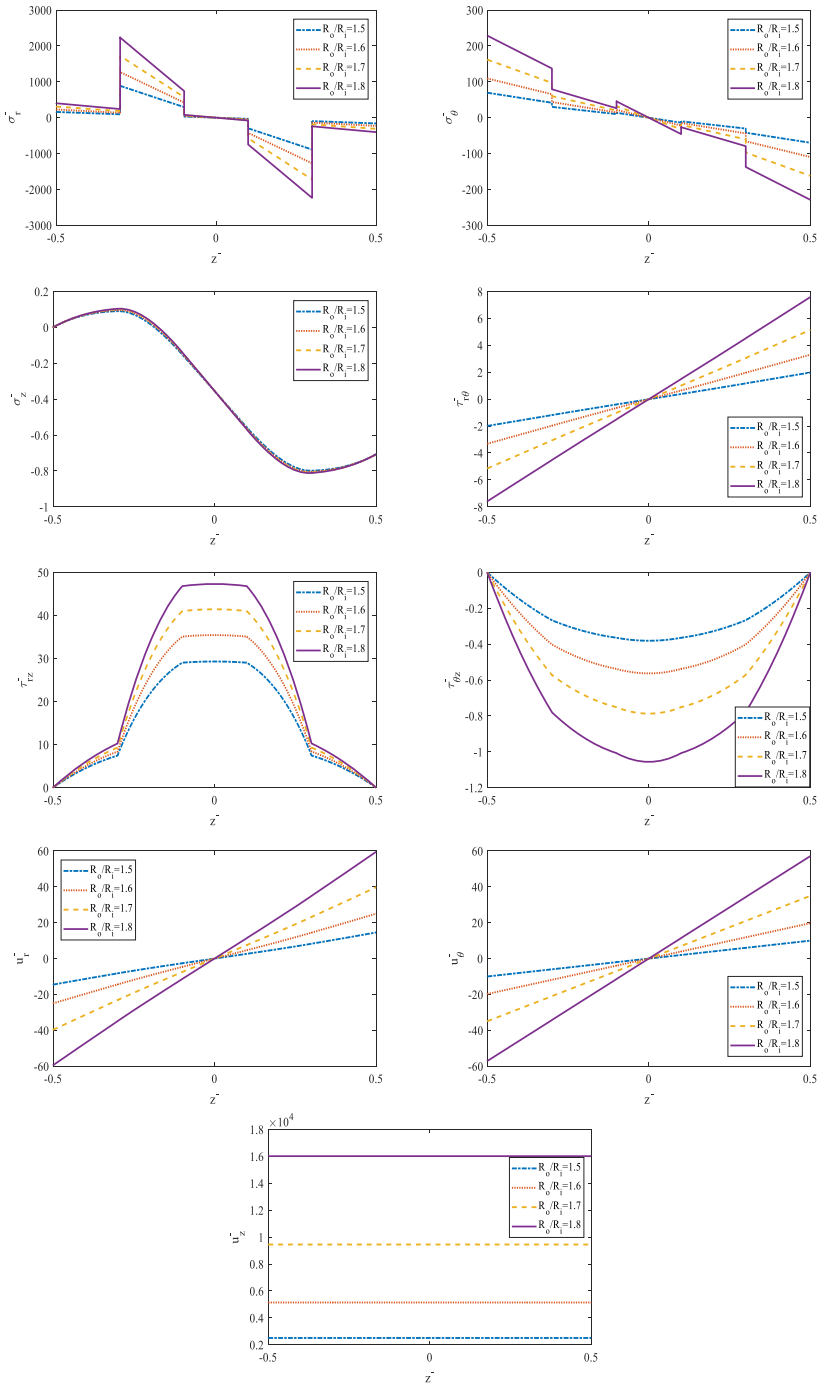 3000
2000
1000
0
-1000
-2000
-3000
-0.5
0
0.5
z̄
σ̄r
Ro/Ri=1.5
Ro/Ri=1.6
Ro/Ri=1.7
Ro/Ri=1.8
300
200
100
0
-100
-200
-300
-0.5
0
0.5
z̄
σ̄θ
Ro/Ri=1.5
Ro/Ri=1.6
Ro/Ri=1.7
Ro/Ri=1.8
0.2
0
-0.2
-0.4
-0.6
-0.8
-1
-0.5
0
0.5
z̄
σ̄z
Ro/Ri=1.5
Ro/Ri=1.6
Ro/Ri=1.7
Ro/Ri=1.8
8
6
4
2
0
-2
-4
-6
-8
-0.5
0
0.5
z̄
τ̄rθ
Ro/Ri=1.5
Ro/Ri=1.6
Ro/Ri=1.7
Ro/Ri=1.8
50
40
30
20
10
0
-0.5
0
0.5
z̄
τ̄rz
Ro/Ri=1.5
Ro/Ri=1.6
Ro/Ri=1.7
Ro/Ri=1.8
0
-0.2
-0.4
-0.6
-0.8
-1
-1.2
-0.5
0
0.5
z̄
τ̄θz
Ro/Ri=1.5
Ro/Ri=1.6
Ro/Ri=1.7
Ro/Ri=1.8
60
40
20
0
-20
-40
-60
-0.5
0
0.5
z̄
ūr
Ro/Ri=1.5
Ro/Ri=1.6
Ro/Ri=1.7
Ro/Ri=1.8
60
40
20
0
-20
-40
-60
-0.5
0
0.5
z̄
ūθ
Ro/Ri=1.5
Ro/Ri=1.6
Ro/Ri=1.7
Ro/Ri=1.8
×10⁴
1.8
1.6
1.4
1.2
1
0.8
0.6
0.4
0.2
-0.5
0
0.5
z̄
ūz
Ro/Ri=1.5
Ro/Ri=1.6
Ro/Ri=1.7
Ro/Ri=1.8